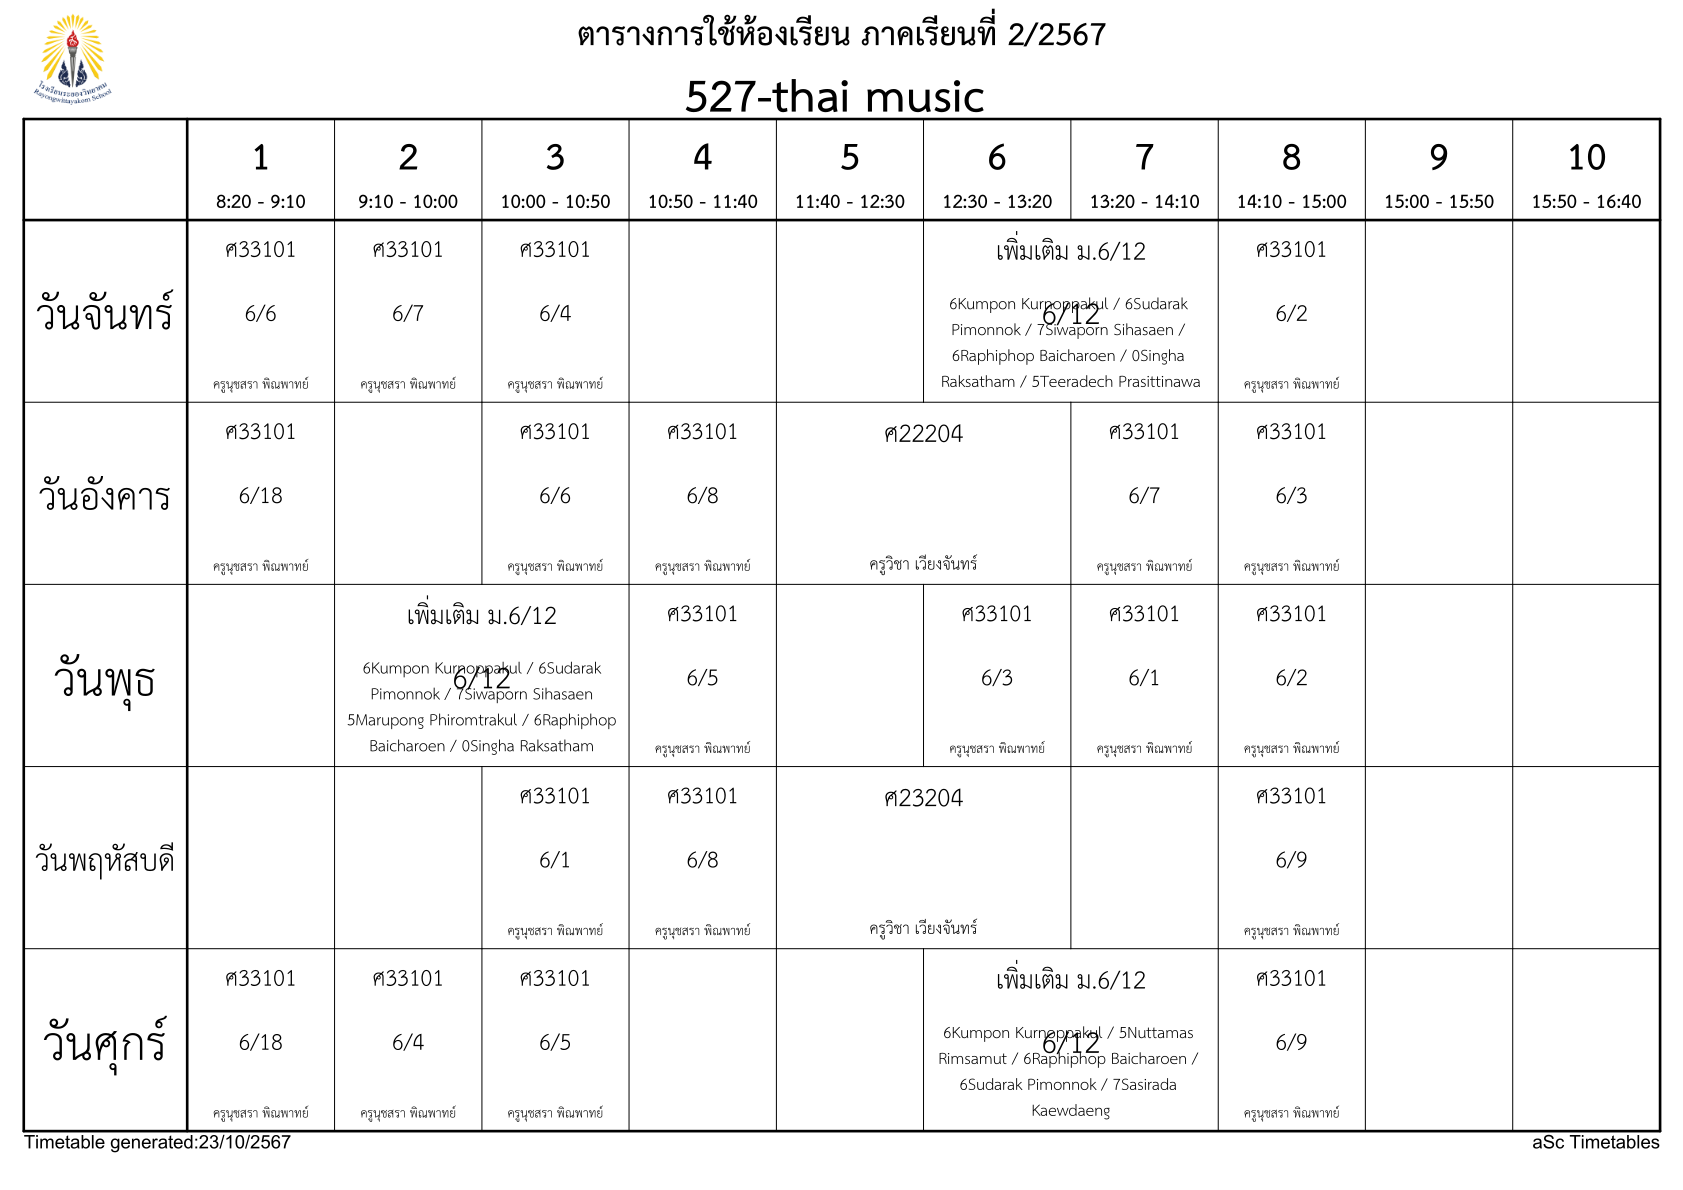 ตารางการใช้ห้องเรียน ภาคเรียนที่ 2/2567
โรงเรียนระยองวิทยาคม
Rayongwittayakom School
527-thai music
1 2 3 4 5 6 7 8 9 10
8:20 - 9:10 9:10 - 10:00 10:00 - 10:50 10:50 - 11:40 11:40 - 12:30 12:30 - 13:20 13:20 - 14:10 14:10 - 15:00 15:00 - 15:50 15:50 - 16:40
วันจันทร์
ศ33101
6/6
ครูนุชสรา พิณพาทย์
ศ33101
6/7
ครูนุชสรา พิณพาทย์
ศ33101
6/4
ครูนุชสรา พิณพาทย์
เพิ่มเติม ม.6/12
6/12
6Kumpon Kurnoppakul / 6Sudarak
Pimonnok / 7Siwaporn Sihasaen /
6Raphiphop Baicharoen / 0Singha
Raksatham / 5Teeradech Prasittinawa
ศ33101
6/2
ครูนุชสรา พิณพาทย์
วันอังคาร
ศ33101
6/18
ครูนุชสรา พิณพาทย์
ศ33101
6/6
ครูนุชสรา พิณพาทย์
ศ33101
6/8
ครูนุชสรา พิณพาทย์
ศ22204
ครูวิชา เวียงจันทร์
ศ33101
6/7
ครูนุชสรา พิณพาทย์
ศ33101
6/3
ครูนุชสรา พิณพาทย์
วันพุธ
เพิ่มเติม ม.6/12
6/12
6Kumpon Kurnoppakul / 6Sudarak
Pimonnok / 7Siwaporn Sihasaen
5Marupong Phiromtrakul / 6Raphiphop
Baicharoen / 0Singha Raksatham
ศ33101
6/5
ครูนุชสรา พิณพาทย์
ศ33101
6/3
ครูนุชสรา พิณพาทย์
ศ33101
6/1
ครูนุชสรา พิณพาทย์
ศ33101
6/2
ครูนุชสรา พิณพาทย์
วันพฤหัสบดี
ศ33101
6/1
ครูนุชสรา พิณพาทย์
ศ33101
6/8
ครูนุชสรา พิณพาทย์
ศ23204
ครูวิชา เวียงจันทร์
ศ33101
6/9
ครูนุชสรา พิณพาทย์
วันศุกร์
ศ33101
6/18
ครูนุชสรา พิณพาทย์
ศ33101
6/4
ครูนุชสรา พิณพาทย์
ศ33101
6/5
ครูนุชสรา พิณพาทย์
เพิ่มเติม ม.6/12
6/12
6Kumpon Kurnoppakul / 5Nuttamas
Rimsamut / 6Raphiphop Baicharoen /
6Sudarak Pimonnok / 7Sasirada
Kaewdaeng
ศ33101
6/9
ครูนุชสรา พิณพาทย์
Timetable generated:23/10/2567
aSc Timetables